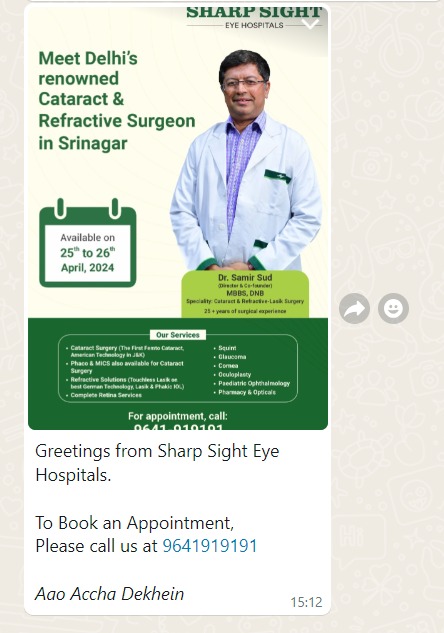 SHARP SIGHT
EYE HOSPITALS
Meet Delhi's
renowned
Cataract &
Refractive Surgeon
in Srinagar
Available on
25th to 26th
April, 2024
Dr. Samir Sud
(Director & Co-founder)
MBBS, DNB
Speciality: Cataract & Refractive-Lasik Surgery
25 + years of surgical experience
Our Services
• Cataract Surgery (The First Femto Cataract,
American Technology in J&K)
• Phaco & MICS also available for Cataract
Surgery
• Refractive Solutions (Touchless Lasik on
best German Technology, Lasik & Phakic IOL)
• Complete Retina Services
• Squint
• Glaucoma
• Cornea
• Oculoplasty
• Paediatric Ophthalmology
• Pharmacy & Opticals
For appointment, call:
9641-919191
Greetings from Sharp Sight Eye
Hospitals.
To Book an Appointment,
Please call us at 9641919191
Aao Accha Dekhein
15:12